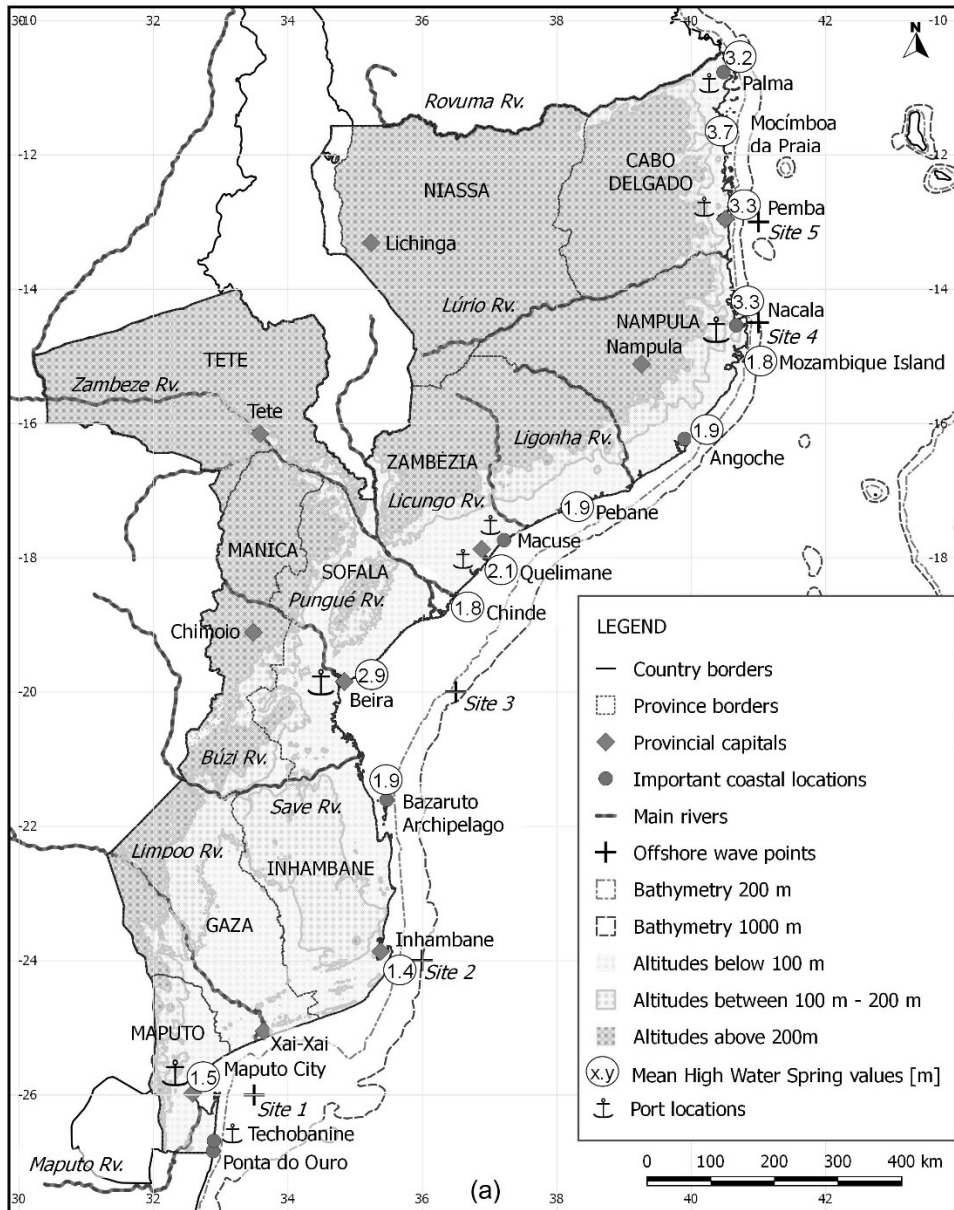 30
-10
32
34
36
38
40
42
-10
N
3.2
Palma
Rovuma Rv.
3.7
Mocímboa
da Praia
-12
-12
CABO
DELGADO
NIASSA
3.3
Pemba
Site 5
Lichinga
-14
-14
Lúrio Rv.
3.3
Nacala
Site 4
NAMPULA
Nampula
1.8
Mozambique Island
TETE
Zambeze Rv.
Tete
-16
-16
1.9
Angoche
Ligonha Rv.
ZAMBÉZIA
Licungo Rv.
1.9
Pebane
Macuse
-18
-18
MANICA
SOFALA
2.1
Quelimane
Pungué Rv.
1.8
Chinde
Chimoio
2.9
Beira
-20
Site 3
Búzi Rv.
1.9
Bazaruto
Archipelago
Save Rv.
-22
Limpoo Rv.
INHAMBANE
GAZA
Inhambane
1.4
Site 2
-24
MAPUTO
Xai-Xai
1.5
Maputo City
-26
Site 1
Techobanine
Ponta do Ouro
Maputo Rv.
(a)
30
32
34
36
38
40
42
LEGEND
Country borders
Province borders
Provincial capitals
Important coastal locations
Main rivers
Offshore wave points
Bathymetry 200 m
Bathymetry 1000 m
Altitudes below 100 m
Altitudes between 100 m - 200 m
Altitudes above 200m
x.y Mean High Water Spring values [m]
Port locations
0 100 200 300 400 km